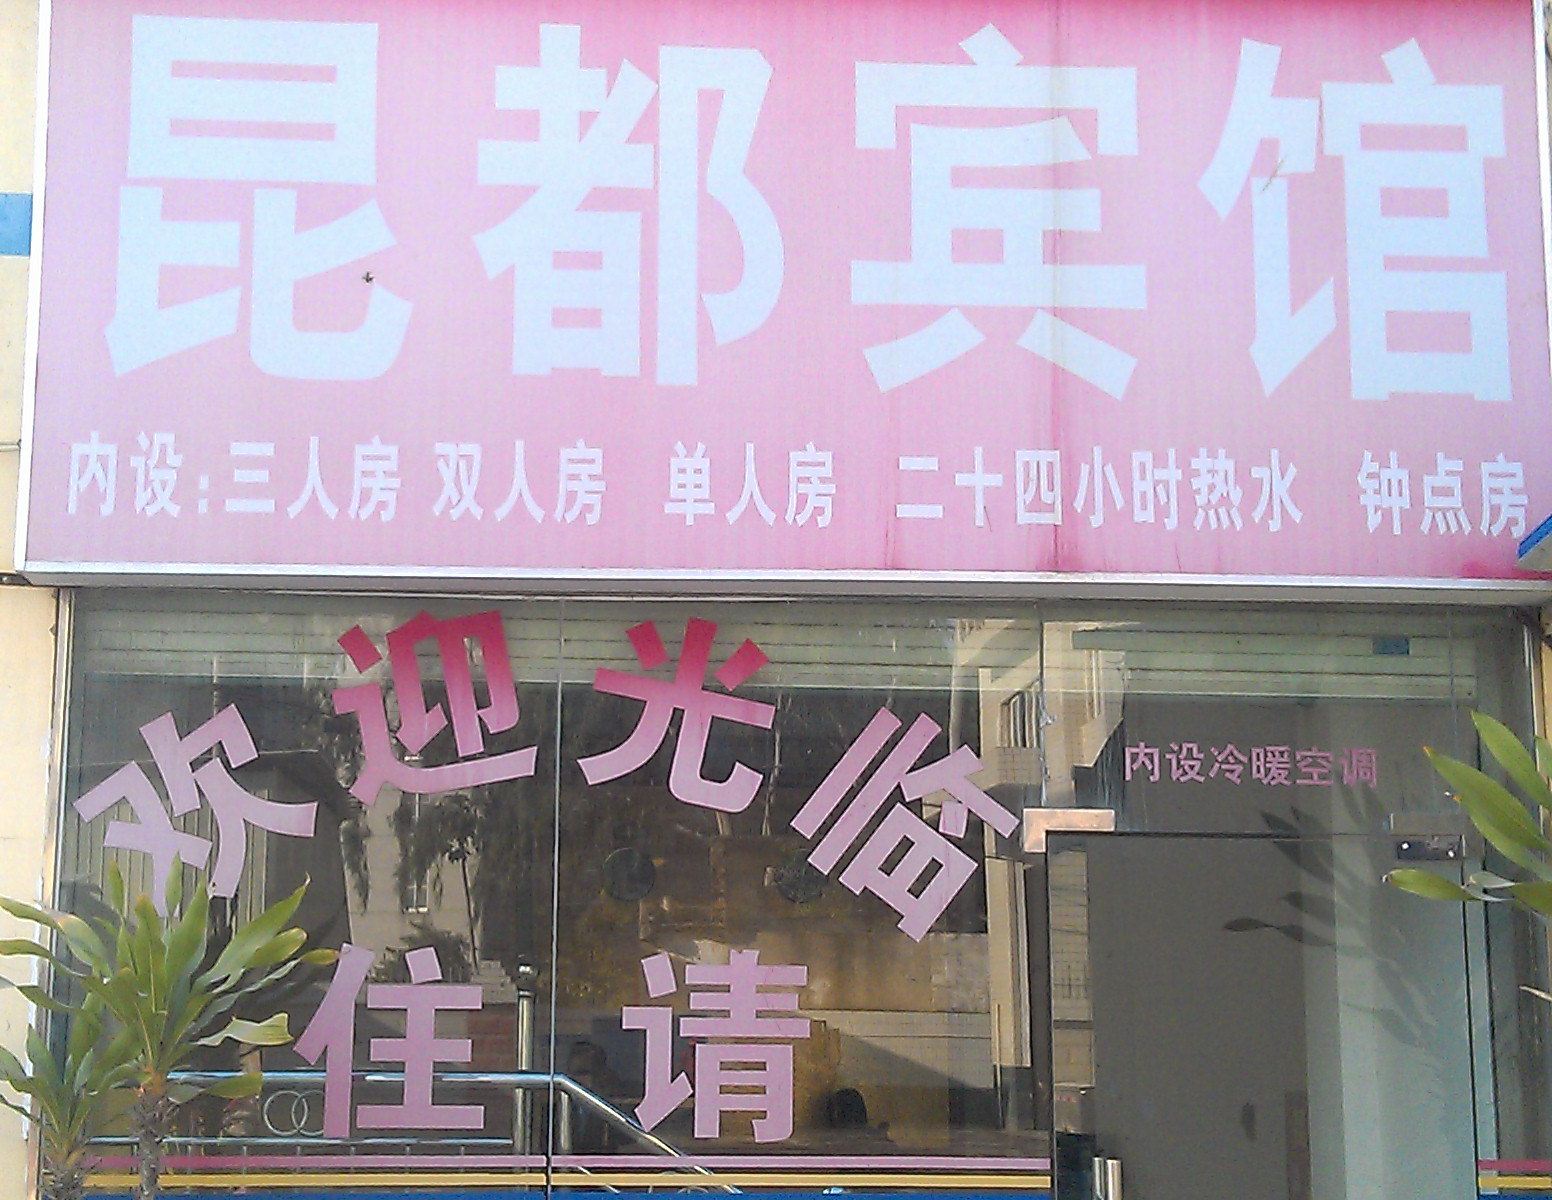 昆都宾馆
内设:三人房 双人房 单人房 二十四小时热水 钟点房
欢迎光临
内设冷暖空调
住请